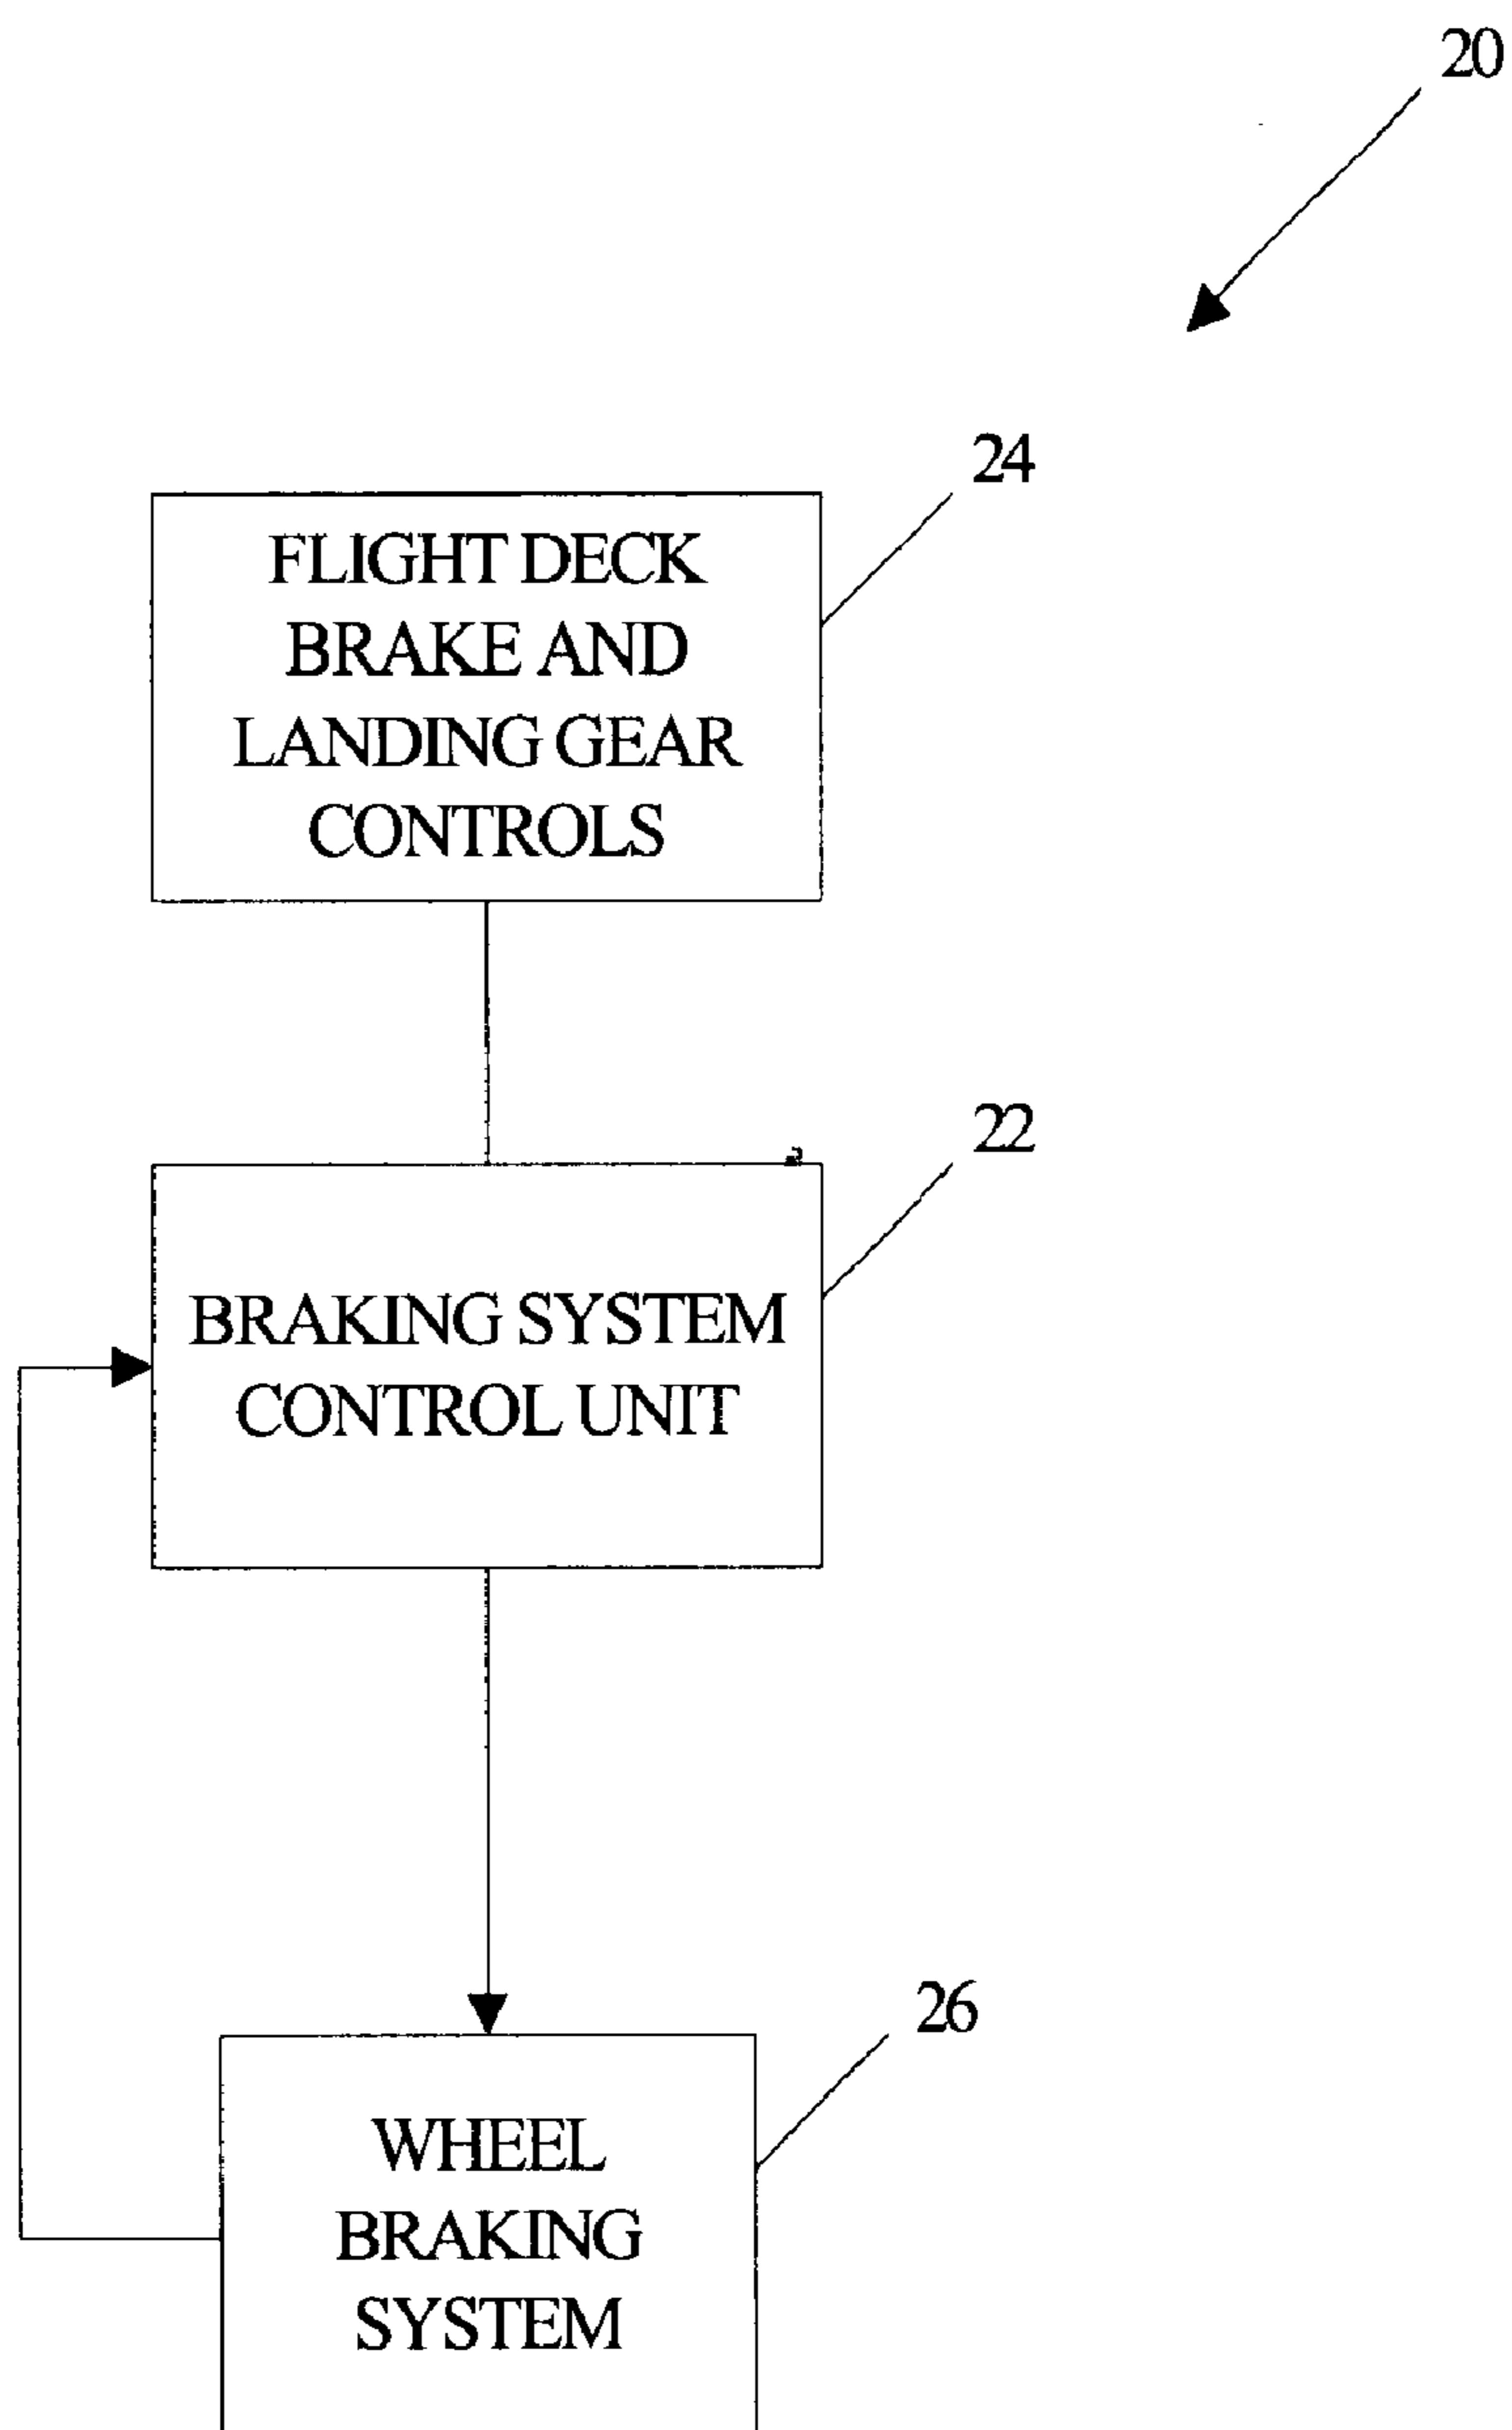 20
24
FLIGHT DECK
BRAKE AND
LANDING GEAR
CONTROLS
22
BRAKING SYSTEM
CONTROL UNIT
26
WHEEL
BRAKING
SYSTEM